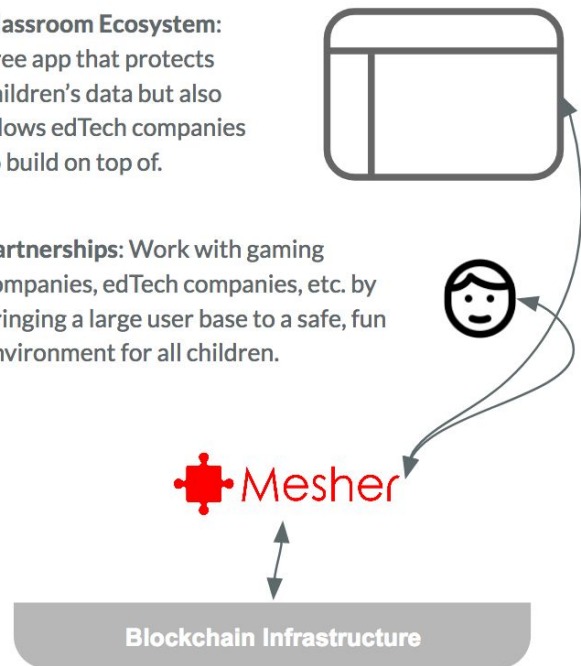 lassroom Ecosystem:
ree app that protects
hildren's data but also
lows edTech companies
build on top of.
artnerships: Work with gaming
ompanies, edTech companies, etc. by
ringing a large user base to a safe, fun
nvironment for all children.
Mesher
Blockchain Infrastructure